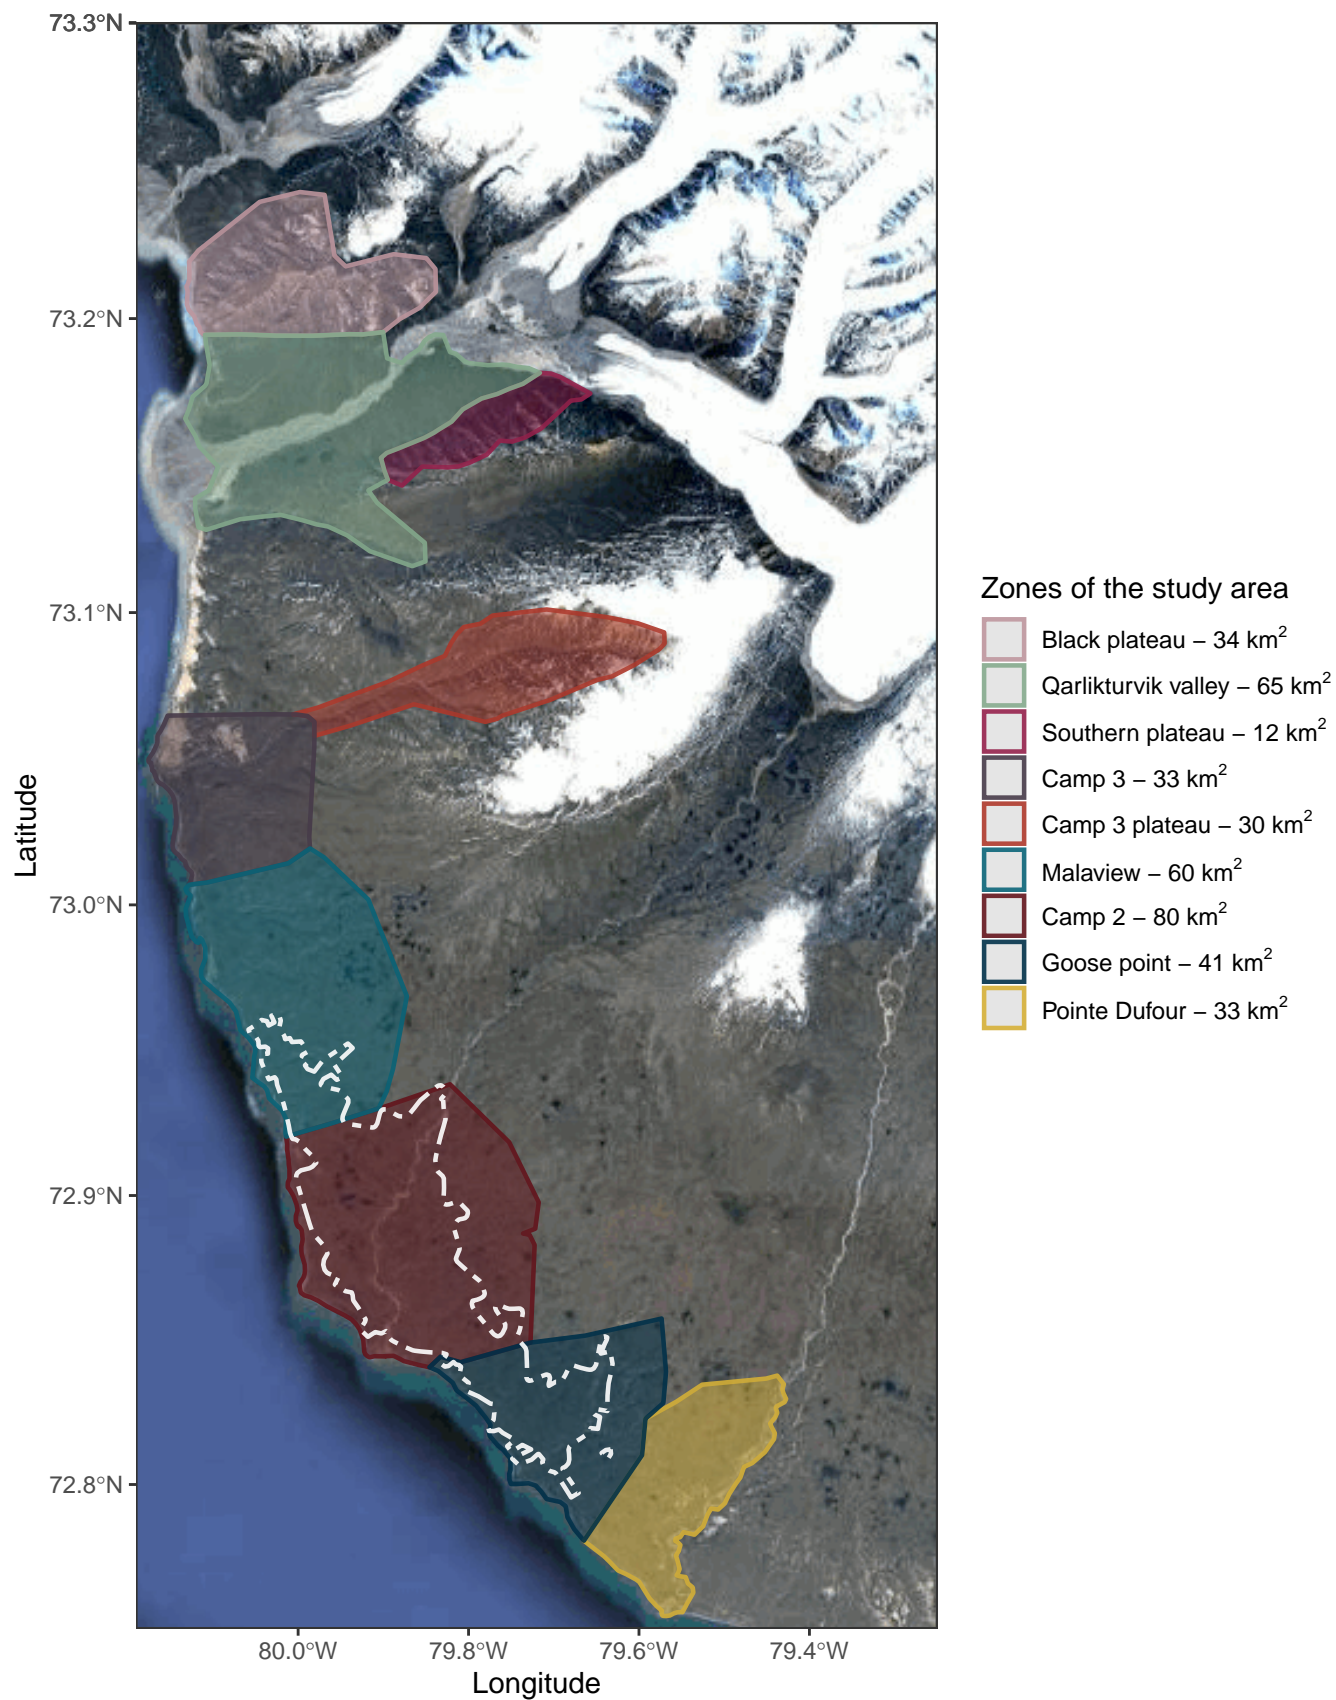 73.3°N
73.2°N
73.1°N
73.0°N
72.9°N
72.8°N
Latitude
80.0°W 79.8°W 79.6°W 79.4°W
Longitude
Zones of the study area
Black plateau – 34 km²
Qarlikturvik valley – 65 km²
Southern plateau – 12 km²
Camp 3 – 33 km²
Camp 3 plateau – 30 km²
Malaview – 60 km²
Camp 2 – 80 km²
Goose point – 41 km²
Pointe Dufour – 33 km²